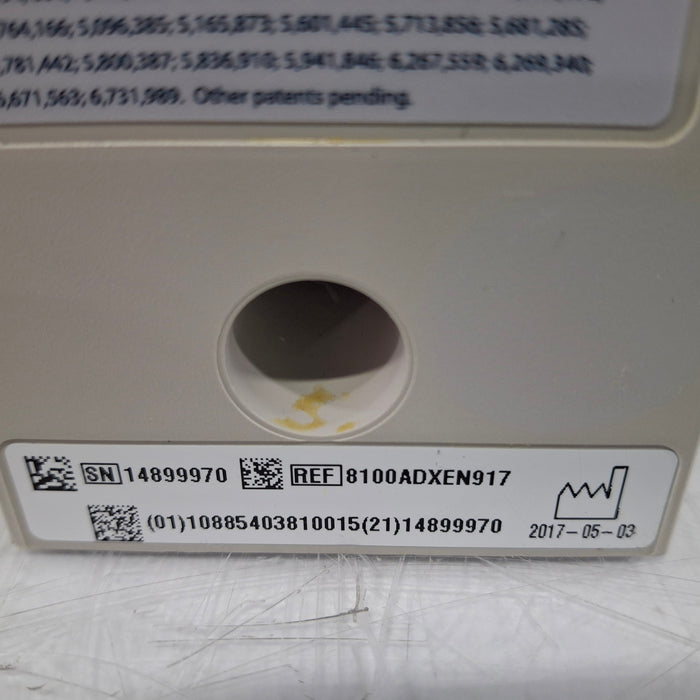 764,166; 5,096,385; 5,165,873; 5,601,445; 5,713,856; 5,681,285;
,781,442; 5,800,387; 5,836,910; 5,941,846; 6,267,559; 6,269,340;
6,671,563; 6,731,989. Other patents pending.
SN 14899970 REF 8100ADXEN917
(01)10885403810015(21)14899970 2017-05-03